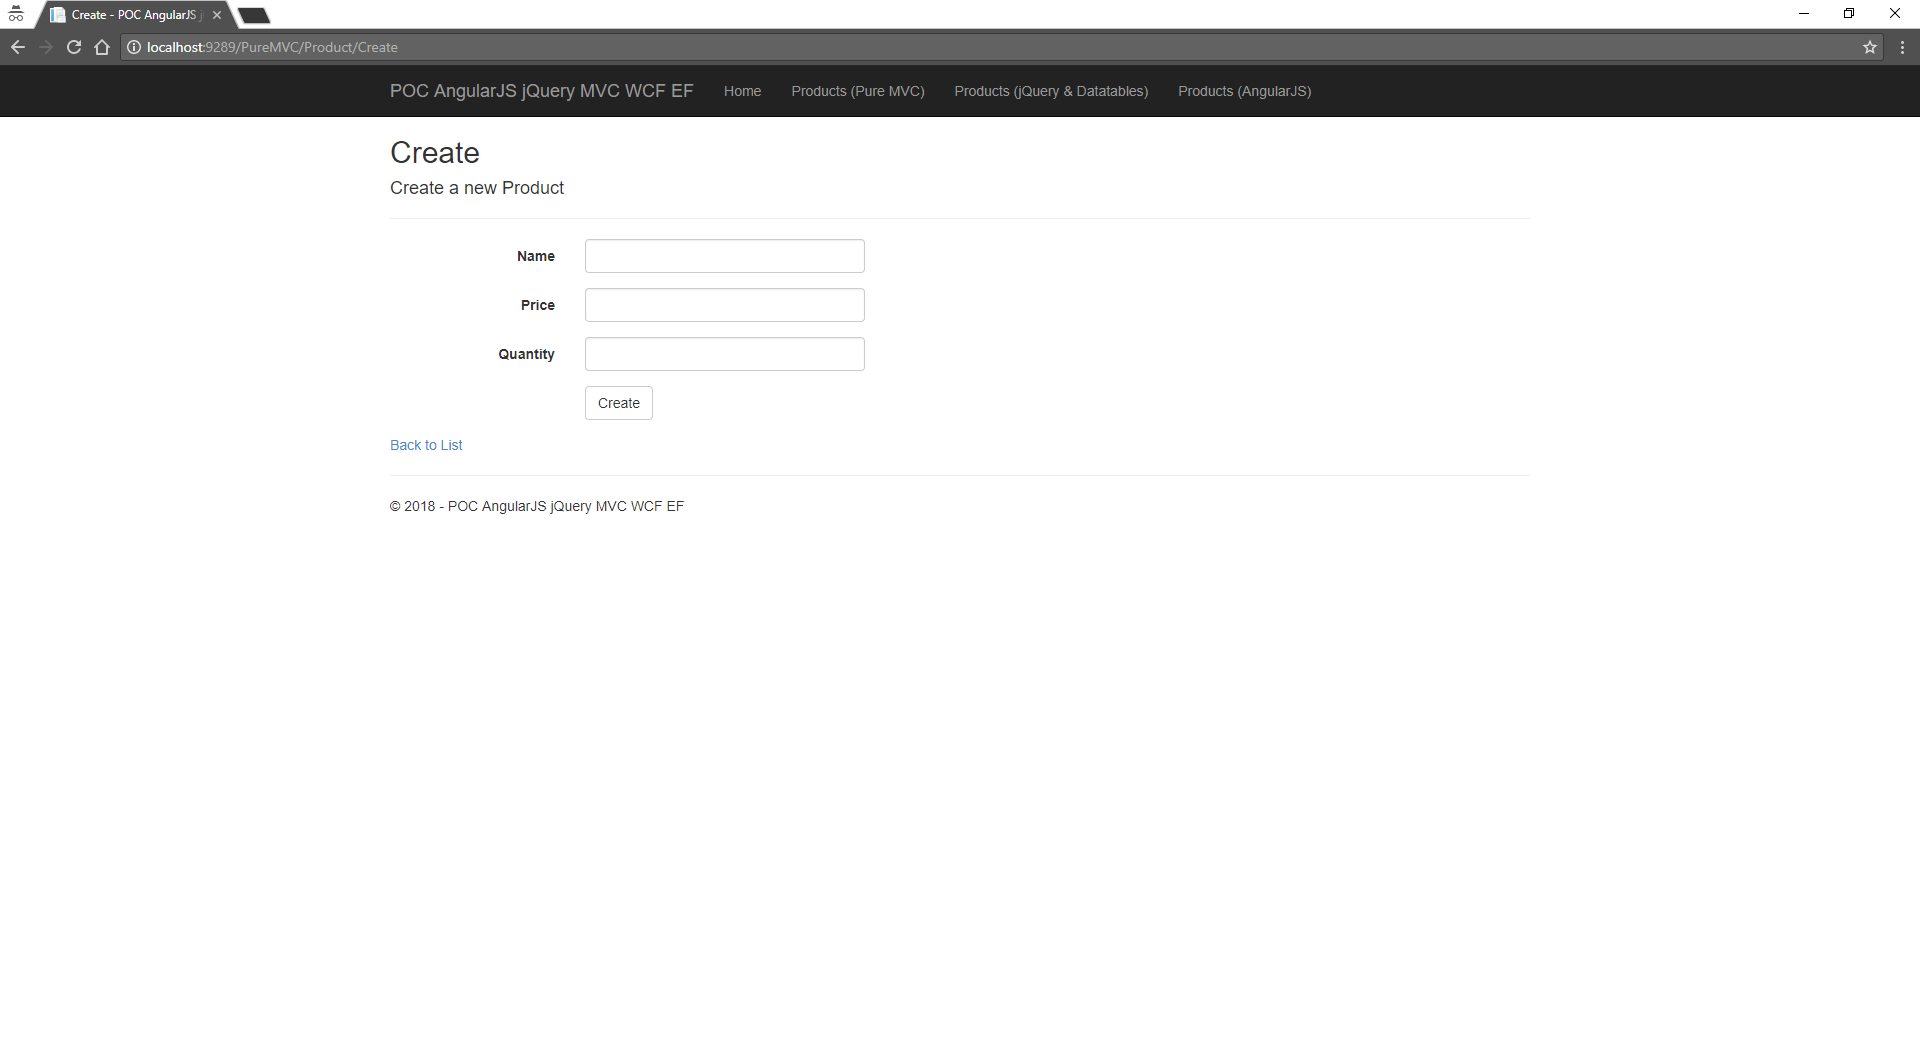 Create - POC AngularJS
localhost:9289/PureMVC/Product/Create
POC AngularJS jQuery MVC WCF EF Home Products (Pure MVC) Products (jQuery & Datatables) Products (AngularJS)
Create
Create a new Product
Name
Price
Quantity
Create
Back to List
© 2018 - POC AngularJS jQuery MVC WCF EF